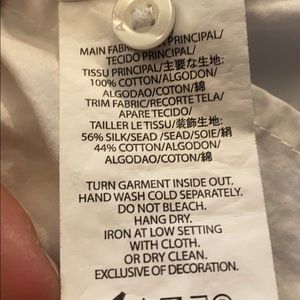 MAIN FABRIC/ PRINCIPAL/
TECIDO PRINCIPAL/
TISSU PRINCIPAL/主要な生地:
100% COTTON/ALGODON/
ALGODAO/COTON/綿
TRIM FABRIC/RECORTE TELA/
APARE TECIDO/
TAILLER LE TISSU/装飾生地:
56% SILK/SEAD /SEAD/SOIE/絹
44% COTTON/ALGODON/
ALGODAO/COTON/綿
TURN GARMENT INSIDE OUT.
HAND WASH COLD SEPARATELY.
DO NOT BLEACH.
HANG DRY.
IRON AT LOW SETTING
WITH CLOTH.
OR DRY CLEAN.
EXCLUSIVE OF DECORATION.